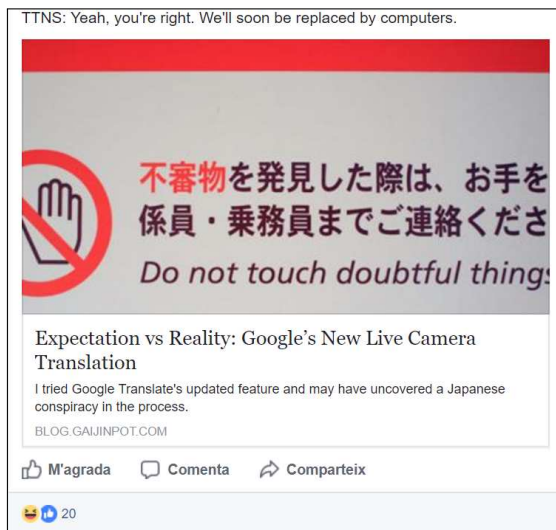 TTNS: Yeah, you're right. We'll soon be replaced by computers.
不審物を発見した際は、お手を
係員・乗務員までご連絡くださ
Do not touch doubtful things
Expectation vs Reality: Google's New Live Camera
Translation
I tried Google Translate's updated feature and may have uncovered a Japanese
conspiracy in the process.
BLOG.GAIJINPOT.COM
M'agrada Comenta Comparteix
20